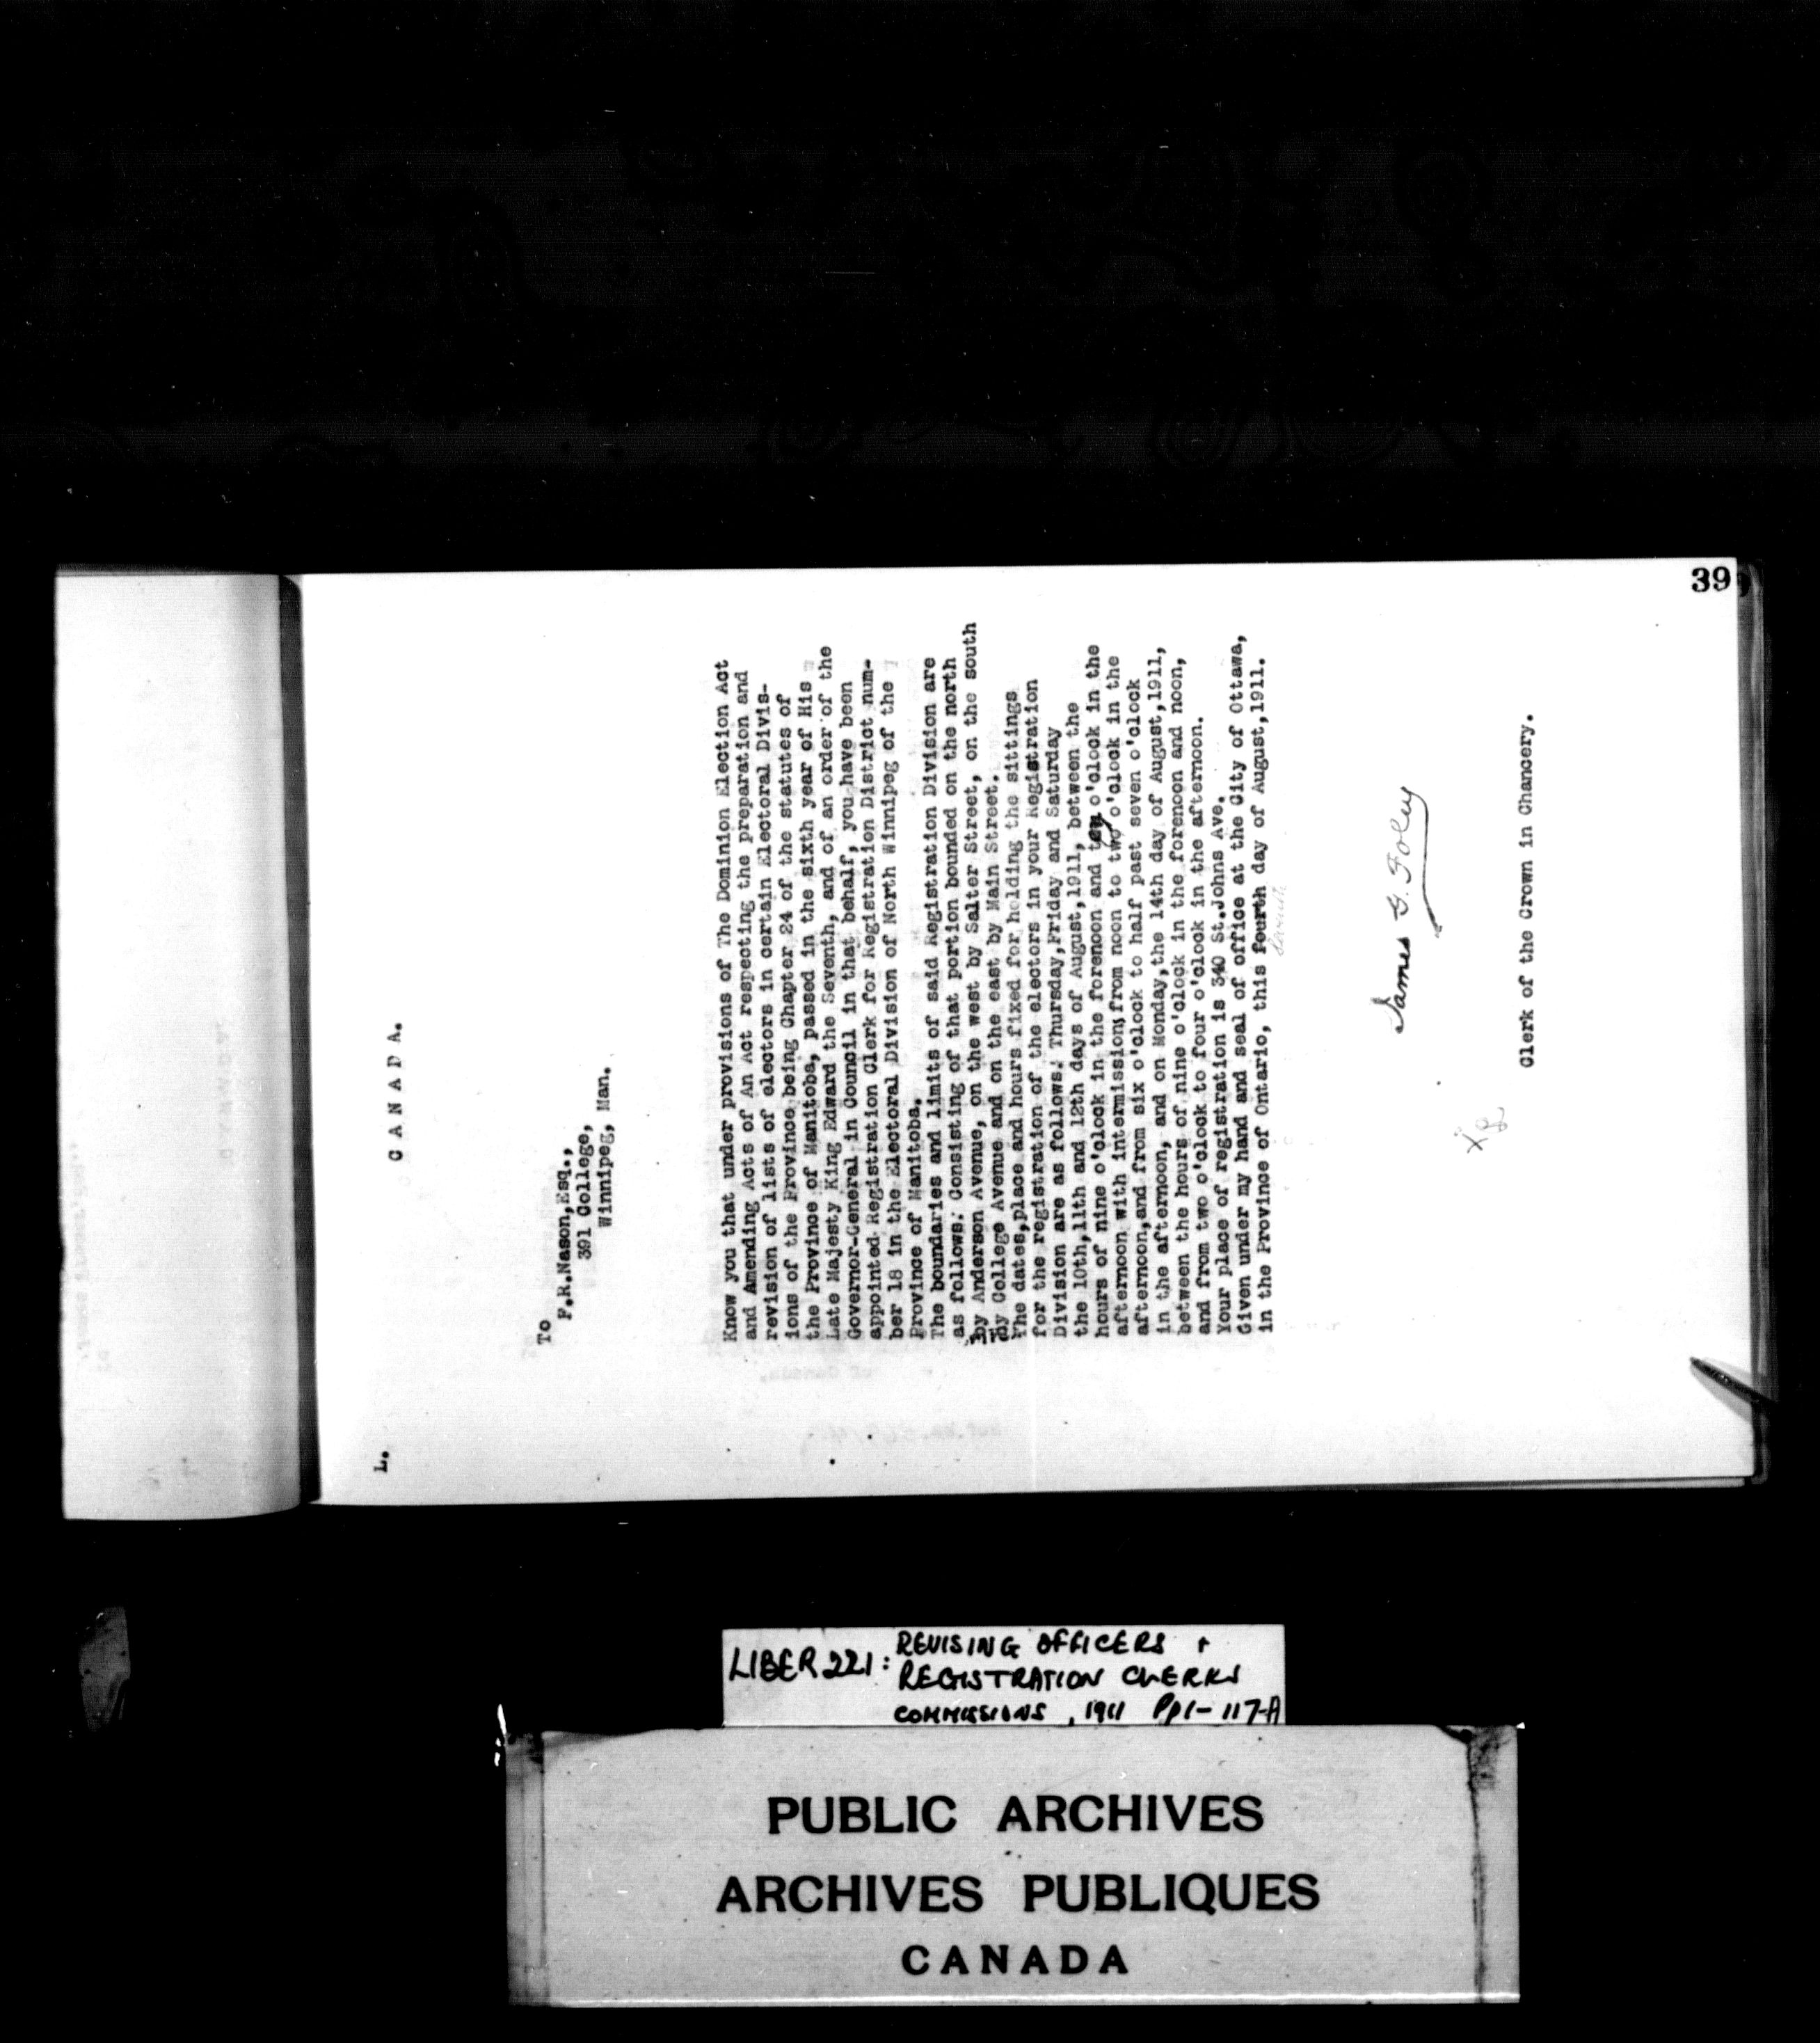 39
L.
C A N A D A.
To
F.R.Nason,Esq.,
391 College,
Winnipeg, Man.
Know you that under provisions of The Dominion Election Act
and Amending Acts of An Act respecting the preparation and
revision of lists of electors in certain Electoral Divis-
ions of the Province being Chapter 24 of the statutes of
the Province of Manitoba, passed in the sixth year of His
Late Majesty King Edward the Seventh, and of an order of the
Governor-General in Council in that behalf, you have been
appointed Registration Clerk for Registration District num-
ber 18 in the Electoral Division of North Winnipeg of the
Province of Manitoba.
The boundaries and limits of said Registration Division are
as follows: Consisting of that portion bounded on the north
by Anderson Avenue, on the west by Salter Street, on the south
by College Avenue and on the east by Main Street.
The dates,place and hours fixed for holding the sittings
for the registration of the electors in your Registration
Division are as follows: Thursday,Friday and Saturday
the 10th,11th and 12th days of August,1911, between the
hours of nine o'clock in the forenoon and ten o'clock in the
afternoon with intermission from noon to two o'clock in the
afternoon,and from six o'clock to half past seven o'clock
in the afternoon, and on Monday,the 14th day of August,1911,
between the hours of nine o'clock in the forenoon and noon,
and from two o'clock to four o'clock in the afternoon.
Your place of registration is 340 St.Johns Ave.
Given under my hand and seal of office at the City of Ottawa,
in the Province of Ontario, this fourth day of August,1911.
James G. Foley
Clerk of the Crown in Chancery.
LIBER 221: REVISING OFFICERS +
REGISTRATION CLERKS
COMMISSIONS, 1911 Pp1-117-A
PUBLIC ARCHIVES
ARCHIVES PUBLIQUES
CANADA